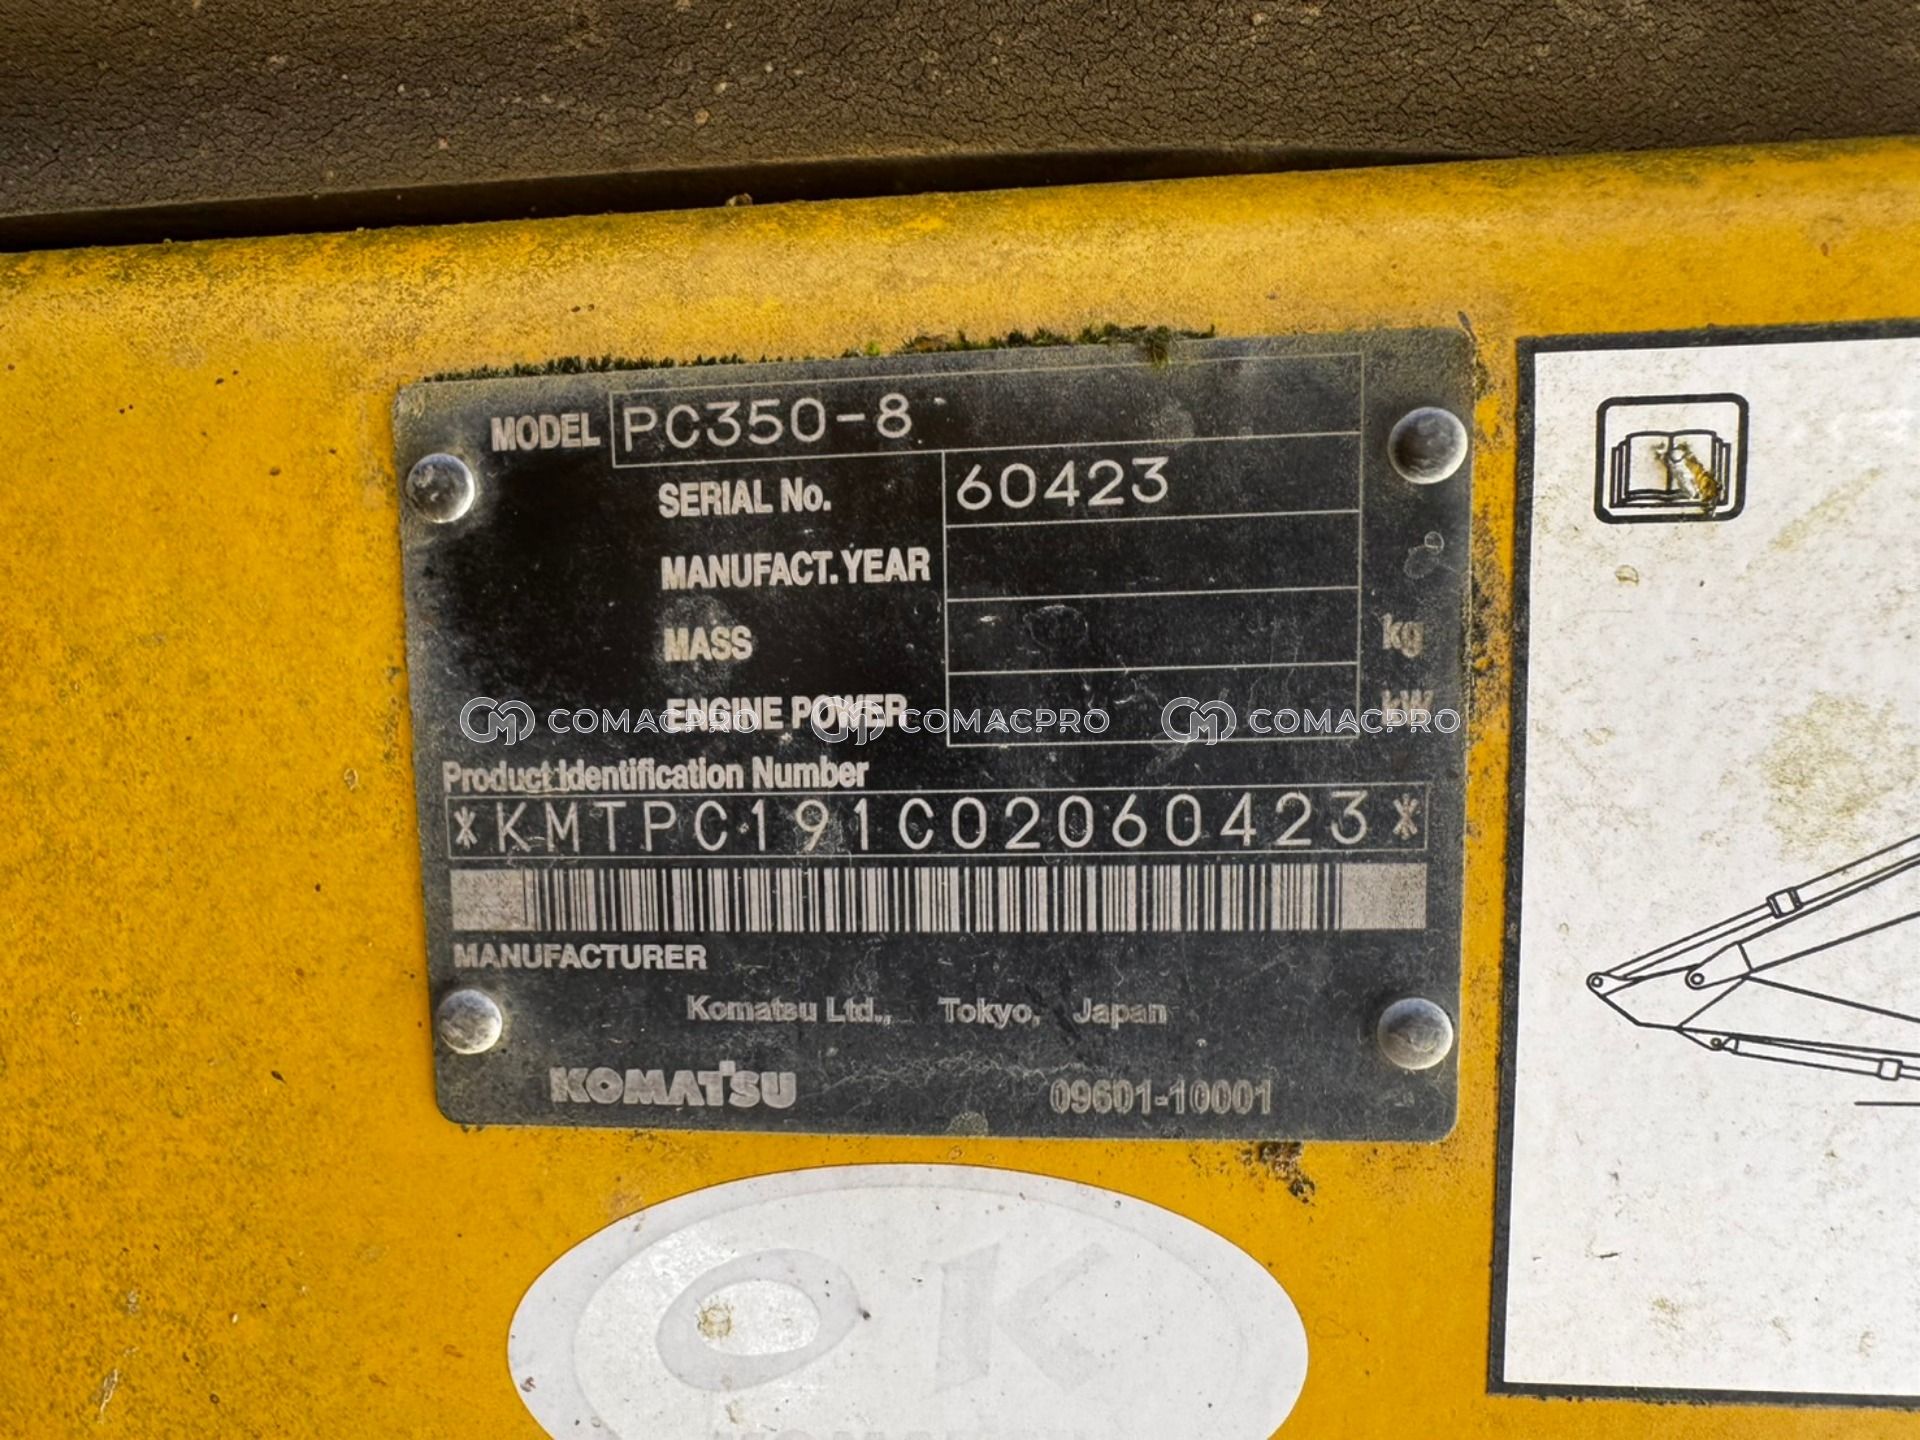 MODEL PC350-8
SERIAL No. 60423
MANUFACT. YEAR
MASS kg
ENGINE POWER kW
COMACPRO COMACPRO COMACPRO
Product Identification Number
*KMTPC191C02060423*
MANUFACTURER
Komatsu Ltd., Tokyo, Japan
KOMATSU 09601-10001
OK